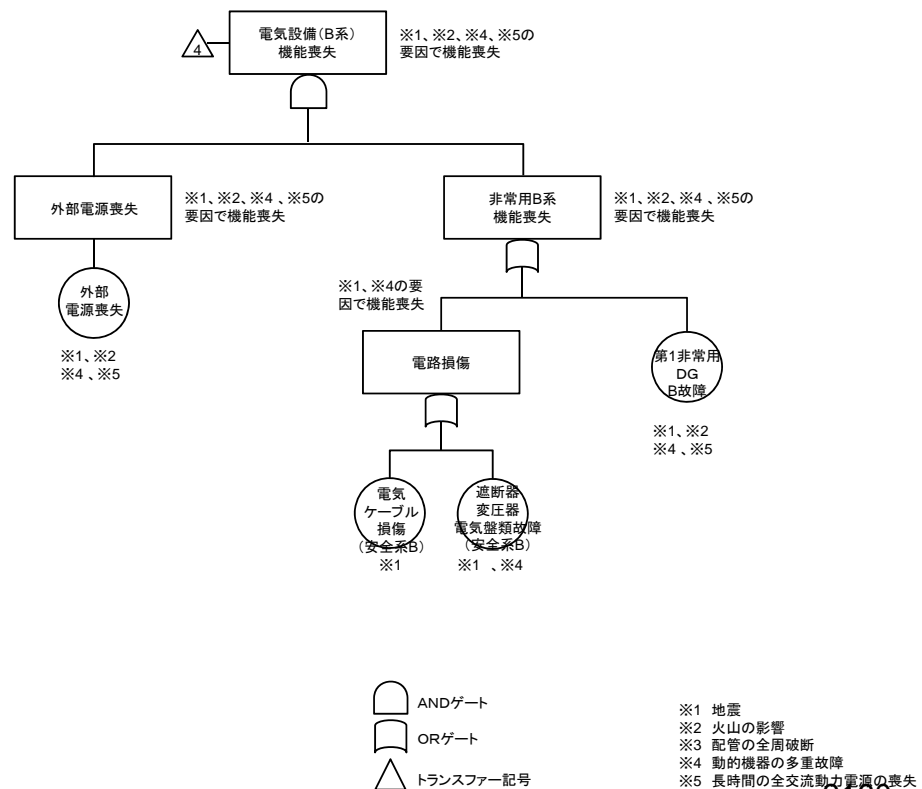 電気設備(B系)
機能喪失
※1、※2、※4、※5の
要因で機能喪失
4
外部電源喪失
※1、※2、※4 、※5の
要因で機能喪失
非常用B系
機能喪失
※1、※2、※4 、※5の
要因で機能喪失
外部
電源喪失
※1、※2
※4 、※5
※1、※4の要
因で機能喪失
電路損傷
第1非常用
DG
B故障
※1、※2
※4 、※5
電気
ケーブル
損傷
(安全系B)
※1
遮断器
変圧器
電気盤類故障
(安全系B)
※1 、※4
ANDゲート
ORゲート
トランスファー記号
※1 地震
※2 火山の影響
※3 配管の全周破断
※4 動的機器の多重故障
※5 長時間の全交流動力電源の喪失